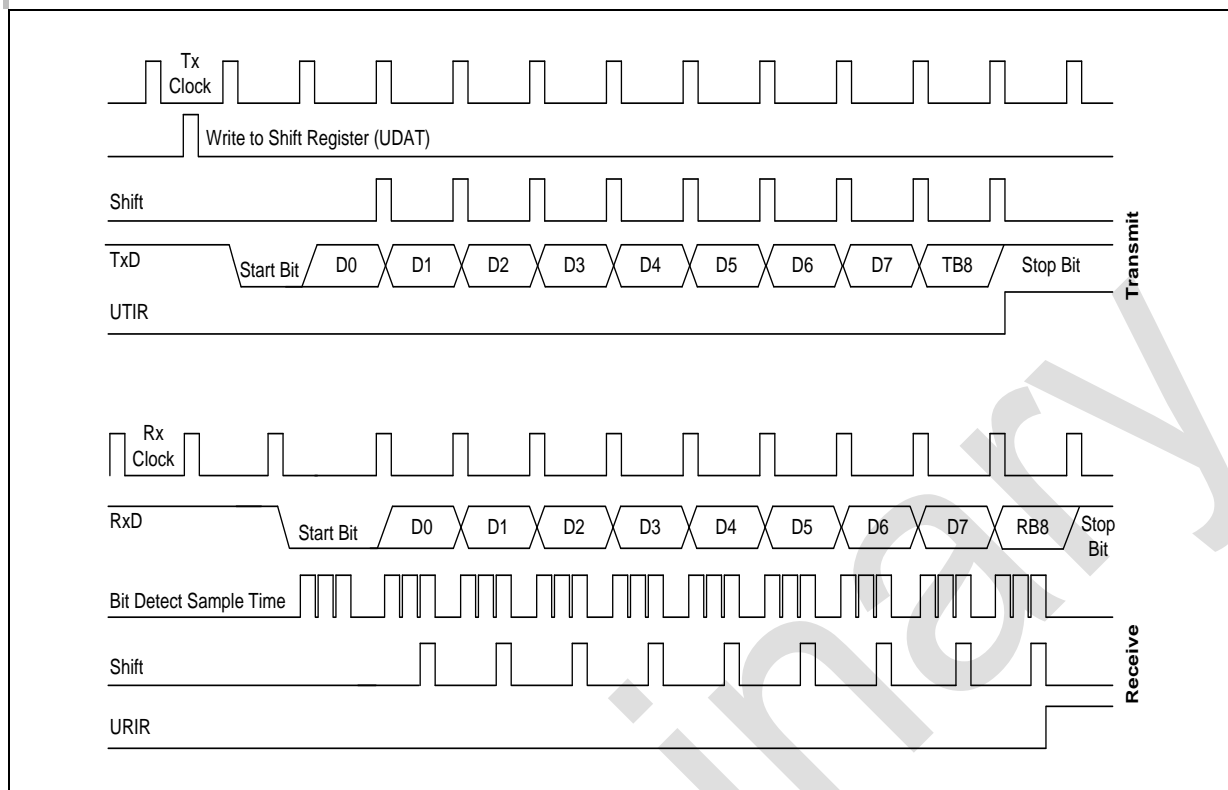 Tx
Clock
Write to Shift Register (UDAT)
Shift
TxD
Start Bit D0 D1 D2 D3 D4 D5 D6 D7 TB8 Stop Bit
UTIR
Transmit
Rx
Clock
RxD
Start Bit D0 D1 D2 D3 D4 D5 D6 D7 RB8 Stop
Bit
Bit Detect Sample Time
Shift
URIR
Receive
inary